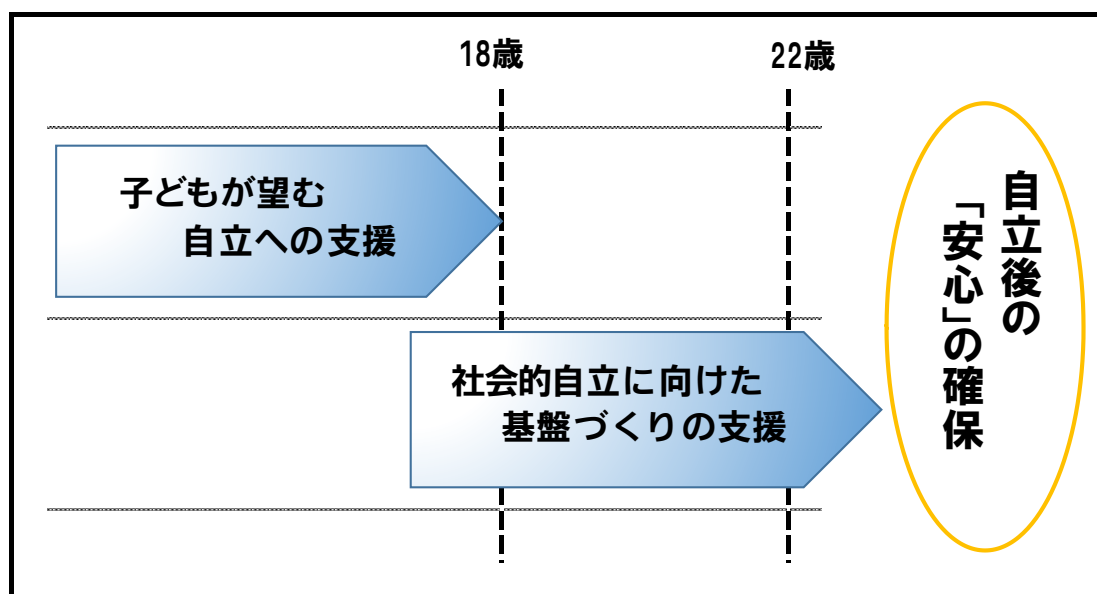 18歳
22歳
子どもが望む
自立への支援
社会的自立に向けた
基盤づくりの支援
自立後の
「安心」の確保